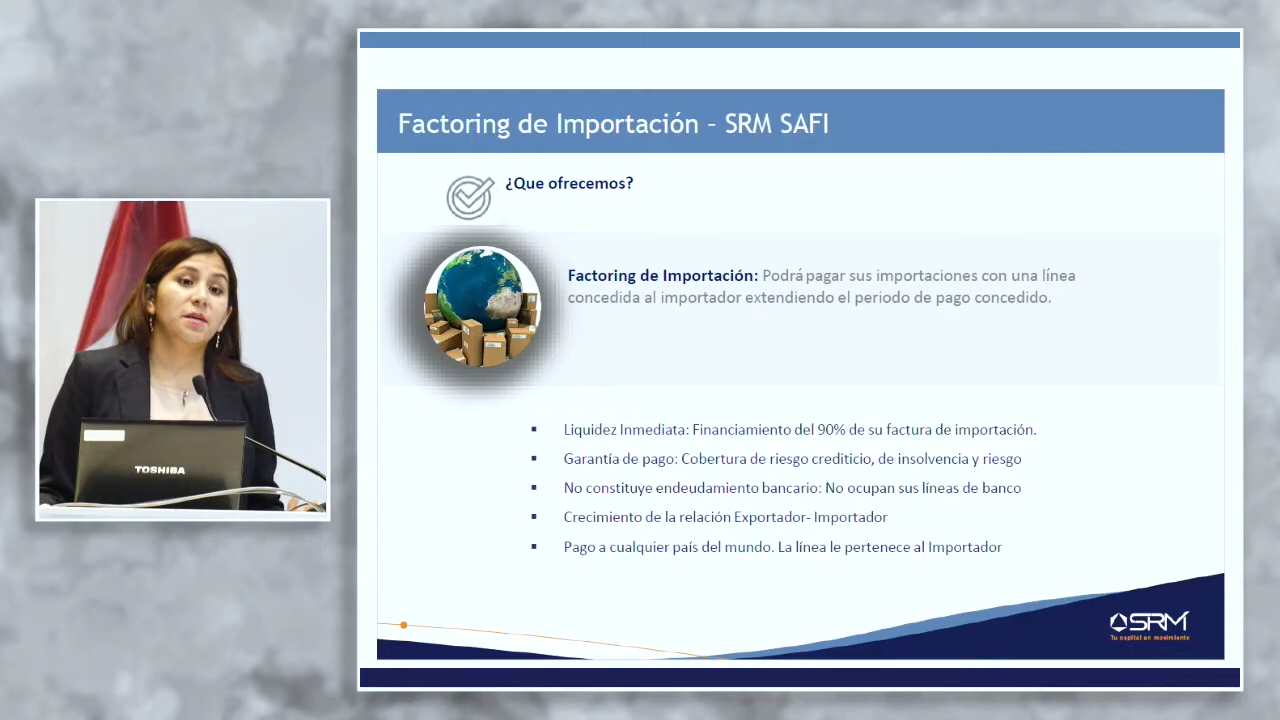 Factoring de Importación – SRM SAFI
¿Que ofrecemos?
Factoring de Importación: Podrá pagar sus importaciones con una línea
concedida al importador extendiendo el periodo de pago concedido.
▪ Liquidez Inmediata: Financiamiento del 90% de su factura de importación.
▪ Garantía de pago: Cobertura de riesgo crediticio, de insolvencia y riesgo
▪ No constituye endeudamiento bancario: No ocupan sus líneas de banco
▪ Crecimiento de la relación Exportador- Importador
▪ Pago a cualquier país del mundo. La línea le pertenece al Importador
TOSHIBA
SRM
Tu capital en movimiento